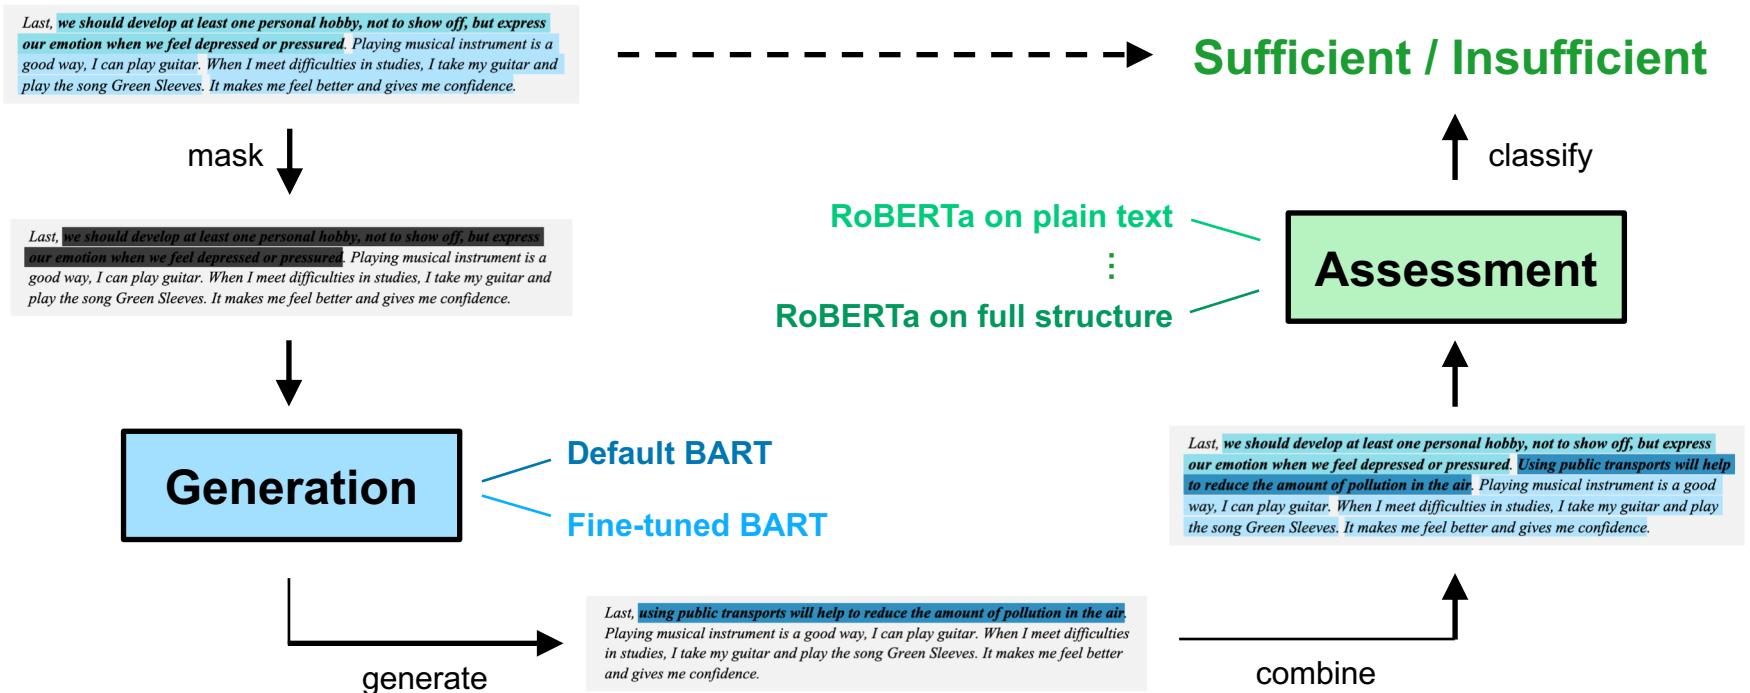 Last, we should develop at least one personal hobby, not to show off, but express
our emotion when we feel depressed or pressured. Playing musical instrument is a
good way, I can play guitar. When I meet difficulties in studies, I take my guitar and
play the song Green Sleeves. It makes me feel better and gives me confidence.
Sufficient / Insufficient
mask
classify
Last, we should develop at least one personal hobby, not to show off, but express
our emotion when we feel depressed or pressured. Playing musical instrument is a
good way, I can play guitar. When I meet difficulties in studies, I take my guitar and
play the song Green Sleeves. It makes me feel better and gives me confidence.
RoBERTa on plain text
⋮
RoBERTa on full structure
Assessment
Generation
Default BART
Fine-tuned BART
Last, we should develop at least one personal hobby, not to show off, but express
our emotion when we feel depressed or pressured. Using public transports will help
to reduce the amount of pollution in the air. Playing musical instrument is a good
way, I can play guitar. When I meet difficulties in studies, I take my guitar and play
the song Green Sleeves. It makes me feel better and gives me confidence.
generate
Last, using public transports will help to reduce the amount of pollution in the air.
Playing musical instrument is a good way, I can play guitar. When I meet difficulties
in studies, I take my guitar and play the song Green Sleeves. It makes me feel better
and gives me confidence.
combine